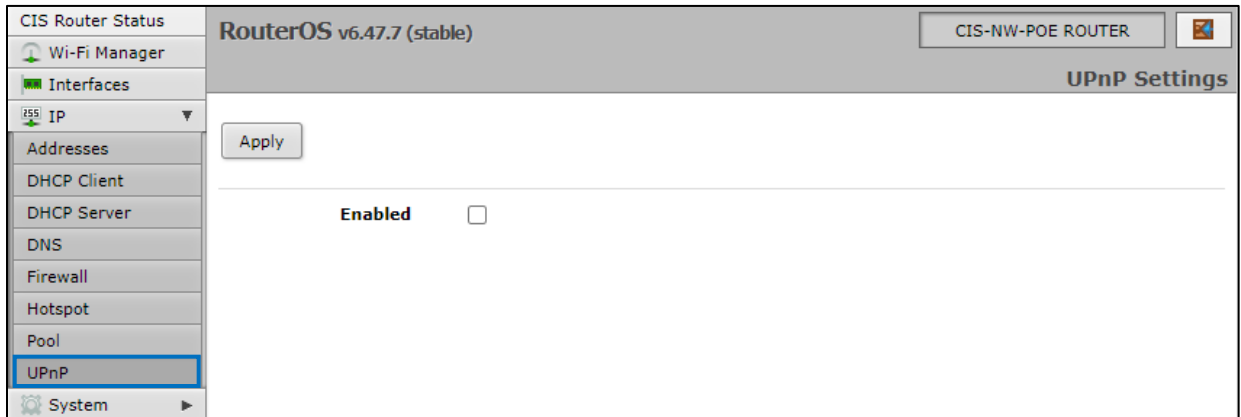 CIS Router Status
Wi-Fi Manager
Interfaces
255 IP
Addresses
DHCP Client
DHCP Server
DNS
Firewall
Hotspot
Pool
UPnP
System
RouterOS v6.47.7 (stable)
CIS-NW-POE ROUTER
UPnP Settings
Apply
Enabled